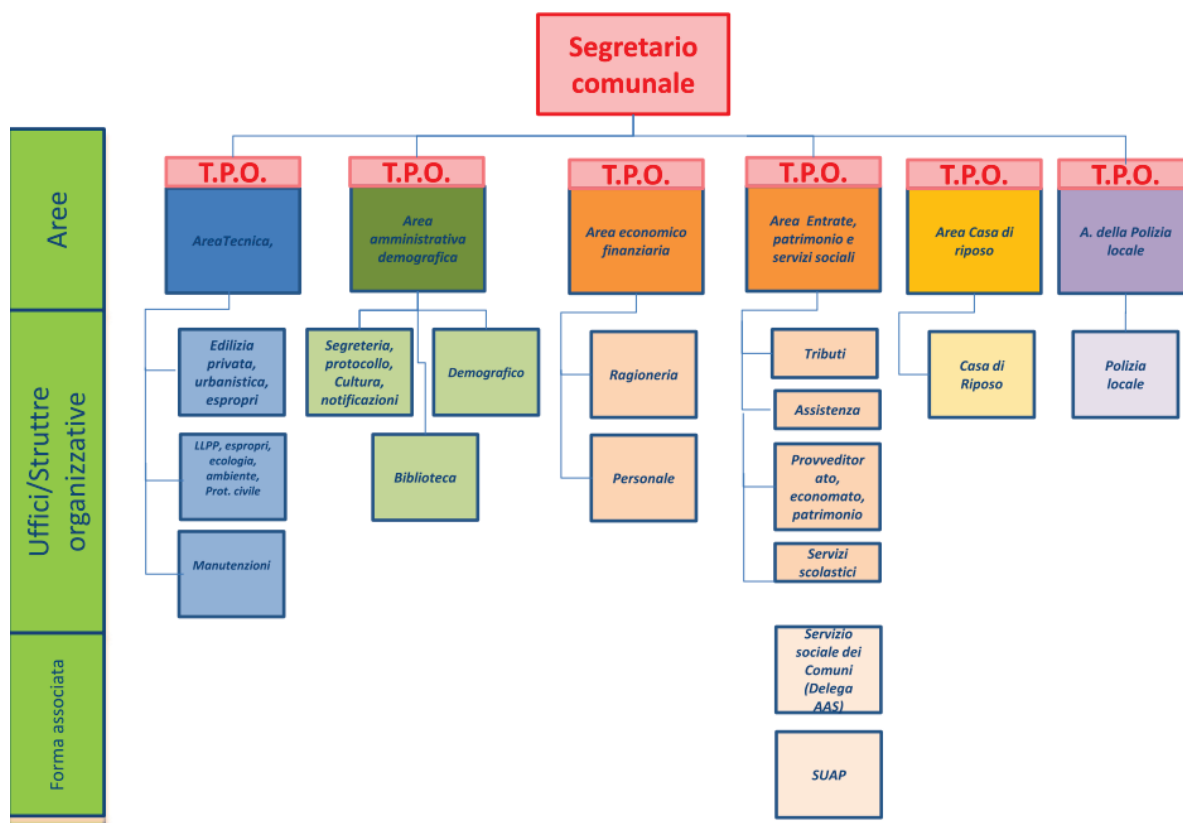 Segretario
comunale
Aree
T.P.O.
T.P.O.
T.P.O.
T.P.O.
T.P.O.
T.P.O.
AreaTecnica,
Area
amministrativa
demografica
Area economico
finanziaria
Area Entrate,
patrimonio e
servizi sociali
Area Casa di
riposo
A. della Polizia
locale
Uffici/Struttre
organizzative
Edilizia
privata,
urbanistica,
espropri
LLPP, espropri,
ecologia,
ambiente,
Prot. civile
Manutenzioni
Segreteria,
protocollo,
Cultura,
notificazioni
Demografico
Biblioteca
Ragioneria
Personale
Tributi
Assistenza
Provveditor
ato,
economato,
patrimonio
Servizi
scolastici
Casa di
Riposo
Polizia
locale
Forma associata
Servizio
sociale dei
Comuni
(Delega
AAS)
SUAP